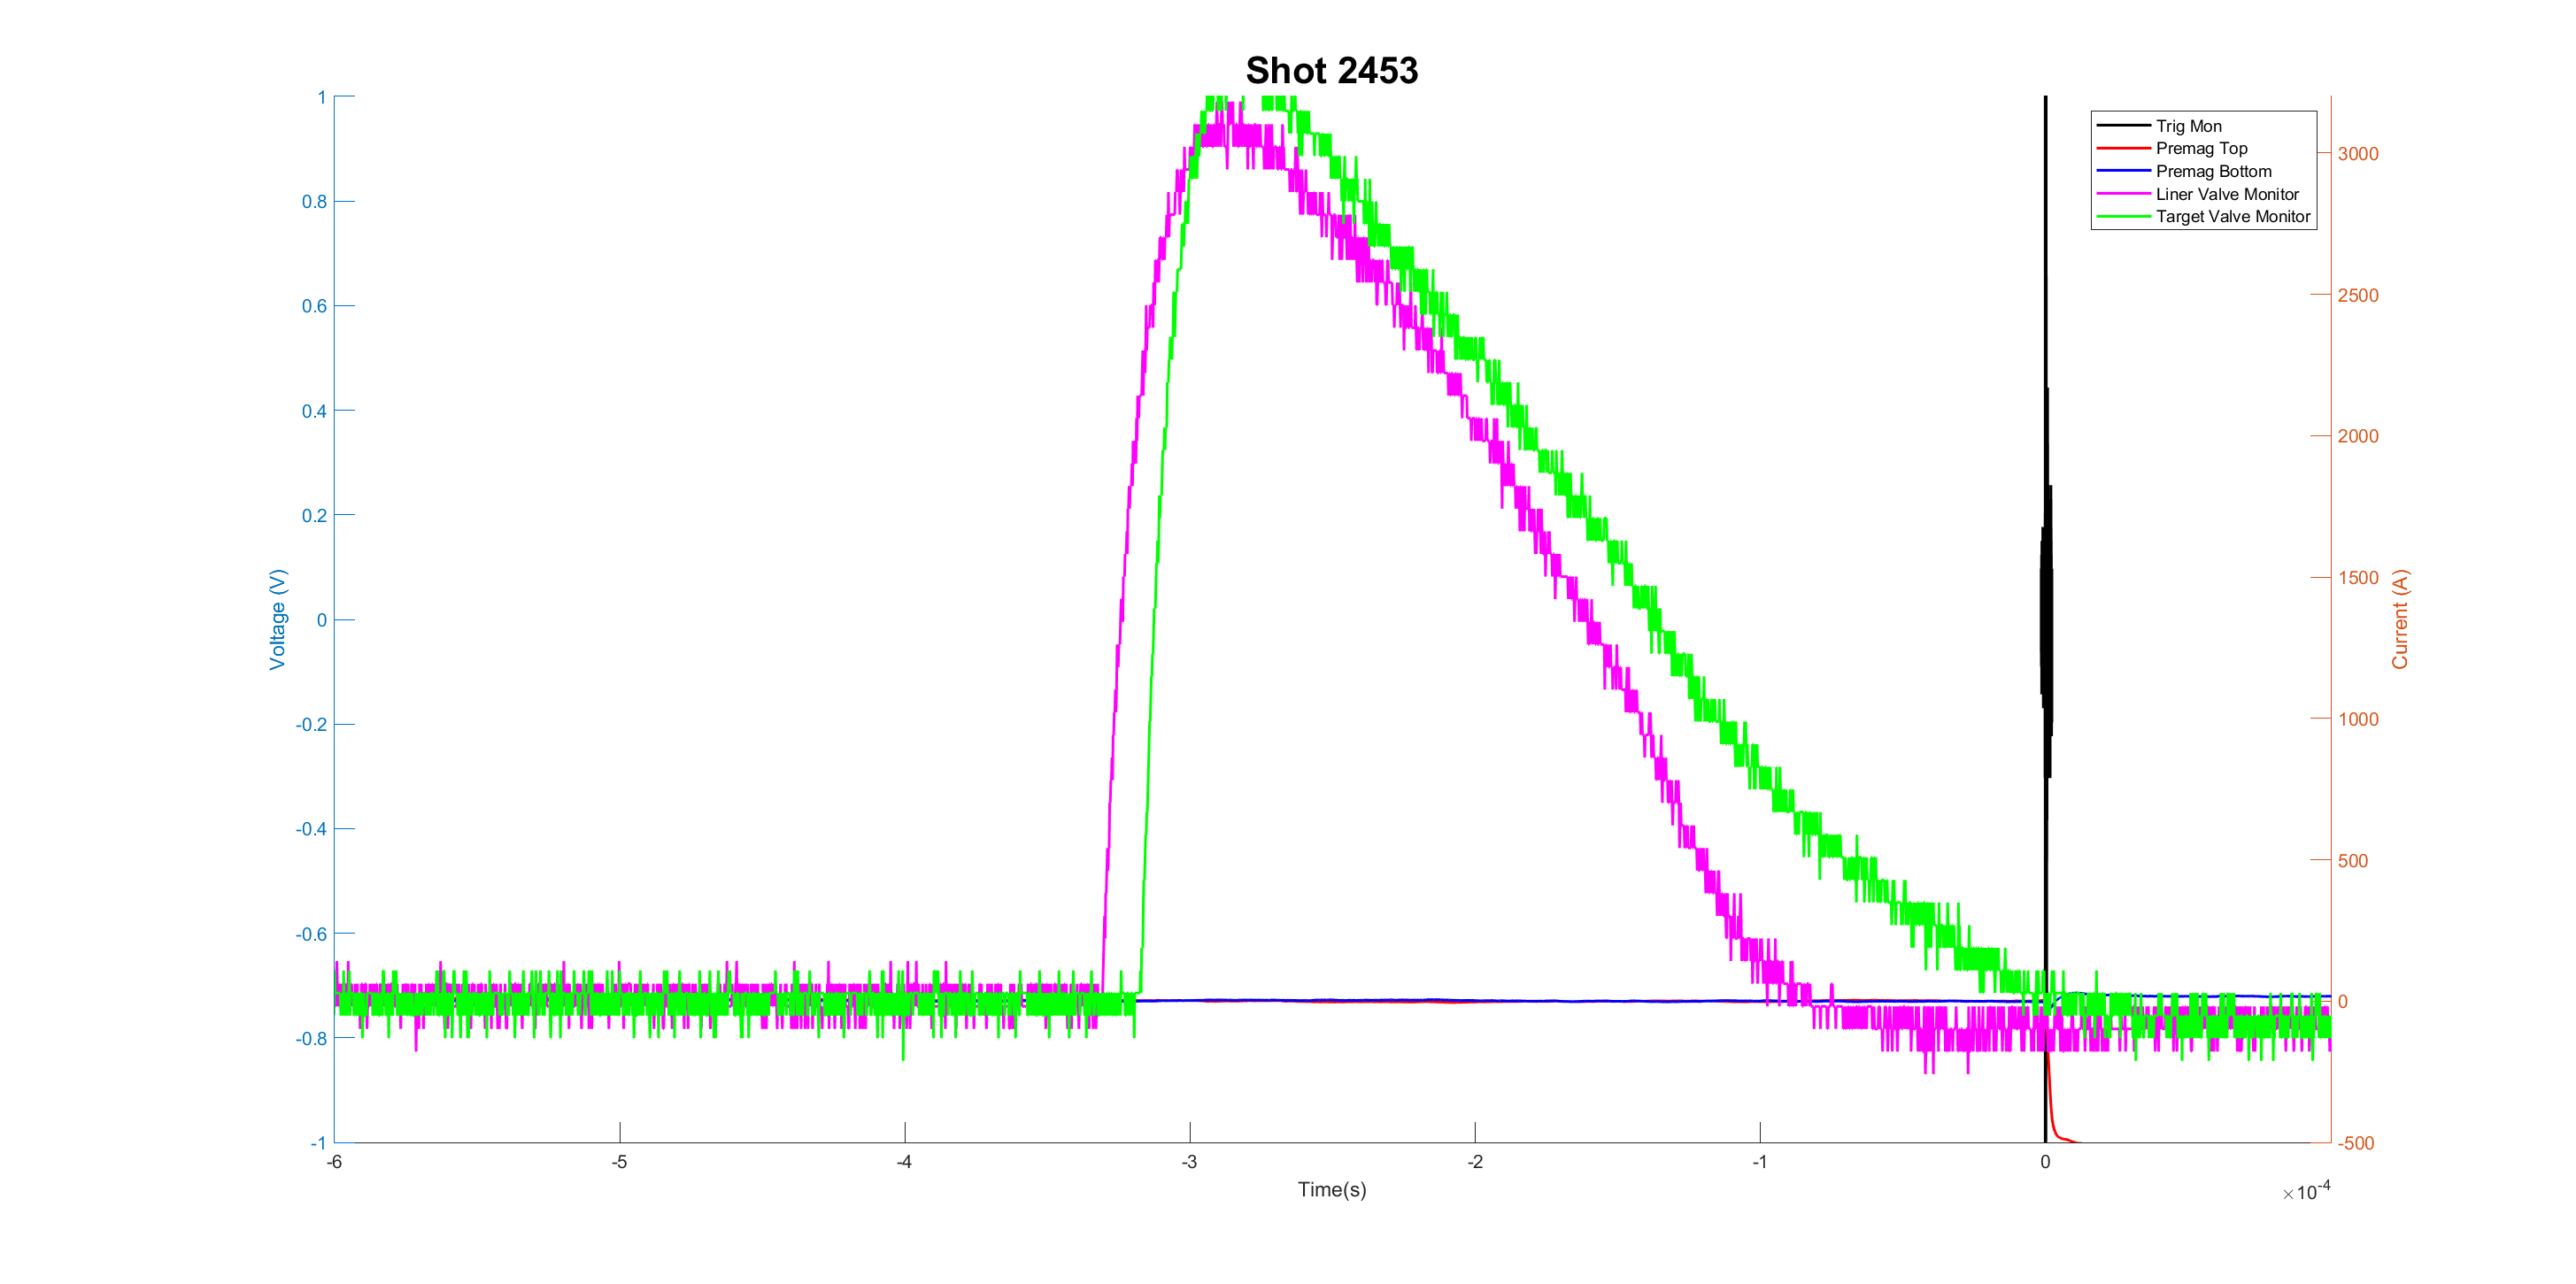 Shot 2453
1
0.8
0.6
0.4
0.2
0
-0.2
-0.4
-0.6
-0.8
-1
Voltage (V)
Trig Mon
Premag Top
Premag Bottom
Liner Valve Monitor
Target Valve Monitor
3000
2500
2000
1500
1000
500
0
-500
Current (A)
-6 -5 -4 -3 -2 -1 0
Time(s)
×10-4